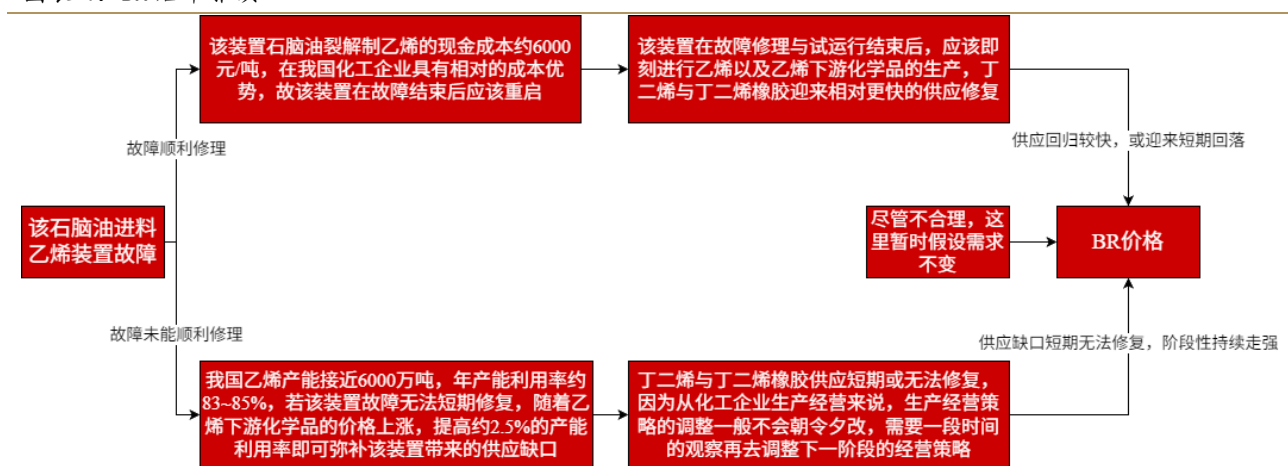 该装置石脑油裂解制乙烯的现金成本约6000
元/吨，在我国化工企业具有相对的成本优
势，故该装置在故障结束后应该重启
该装置在故障修理与试运行结束后，应该即
刻进行乙烯以及乙烯下游化学品的生产，丁
二烯与丁二烯橡胶迎来相对更快的供应修复
故障顺利修理
供应回归较快，或迎来短期回落
该石脑油进料
乙烯装置故障
尽管不合理，这
里暂时假设需求
不变
BR价格
故障未能顺利修理
供应缺口短期无法修复，阶段性持续走强
我国乙烯产能接近6000万吨，年产能利用率约
83~85%，若该装置故障无法短期修复，随着乙
烯下游化学品的价格上涨，提高约2.5%的产能
利用率即可弥补该装置带来的供应缺口
丁二烯与丁二烯橡胶供应短期或无法修复，
因为从化工企业生产经营来说，生产经营策
略的调整一般不会朝令夕改，需要一段时间
的观察再去调整下一阶段的经营策略